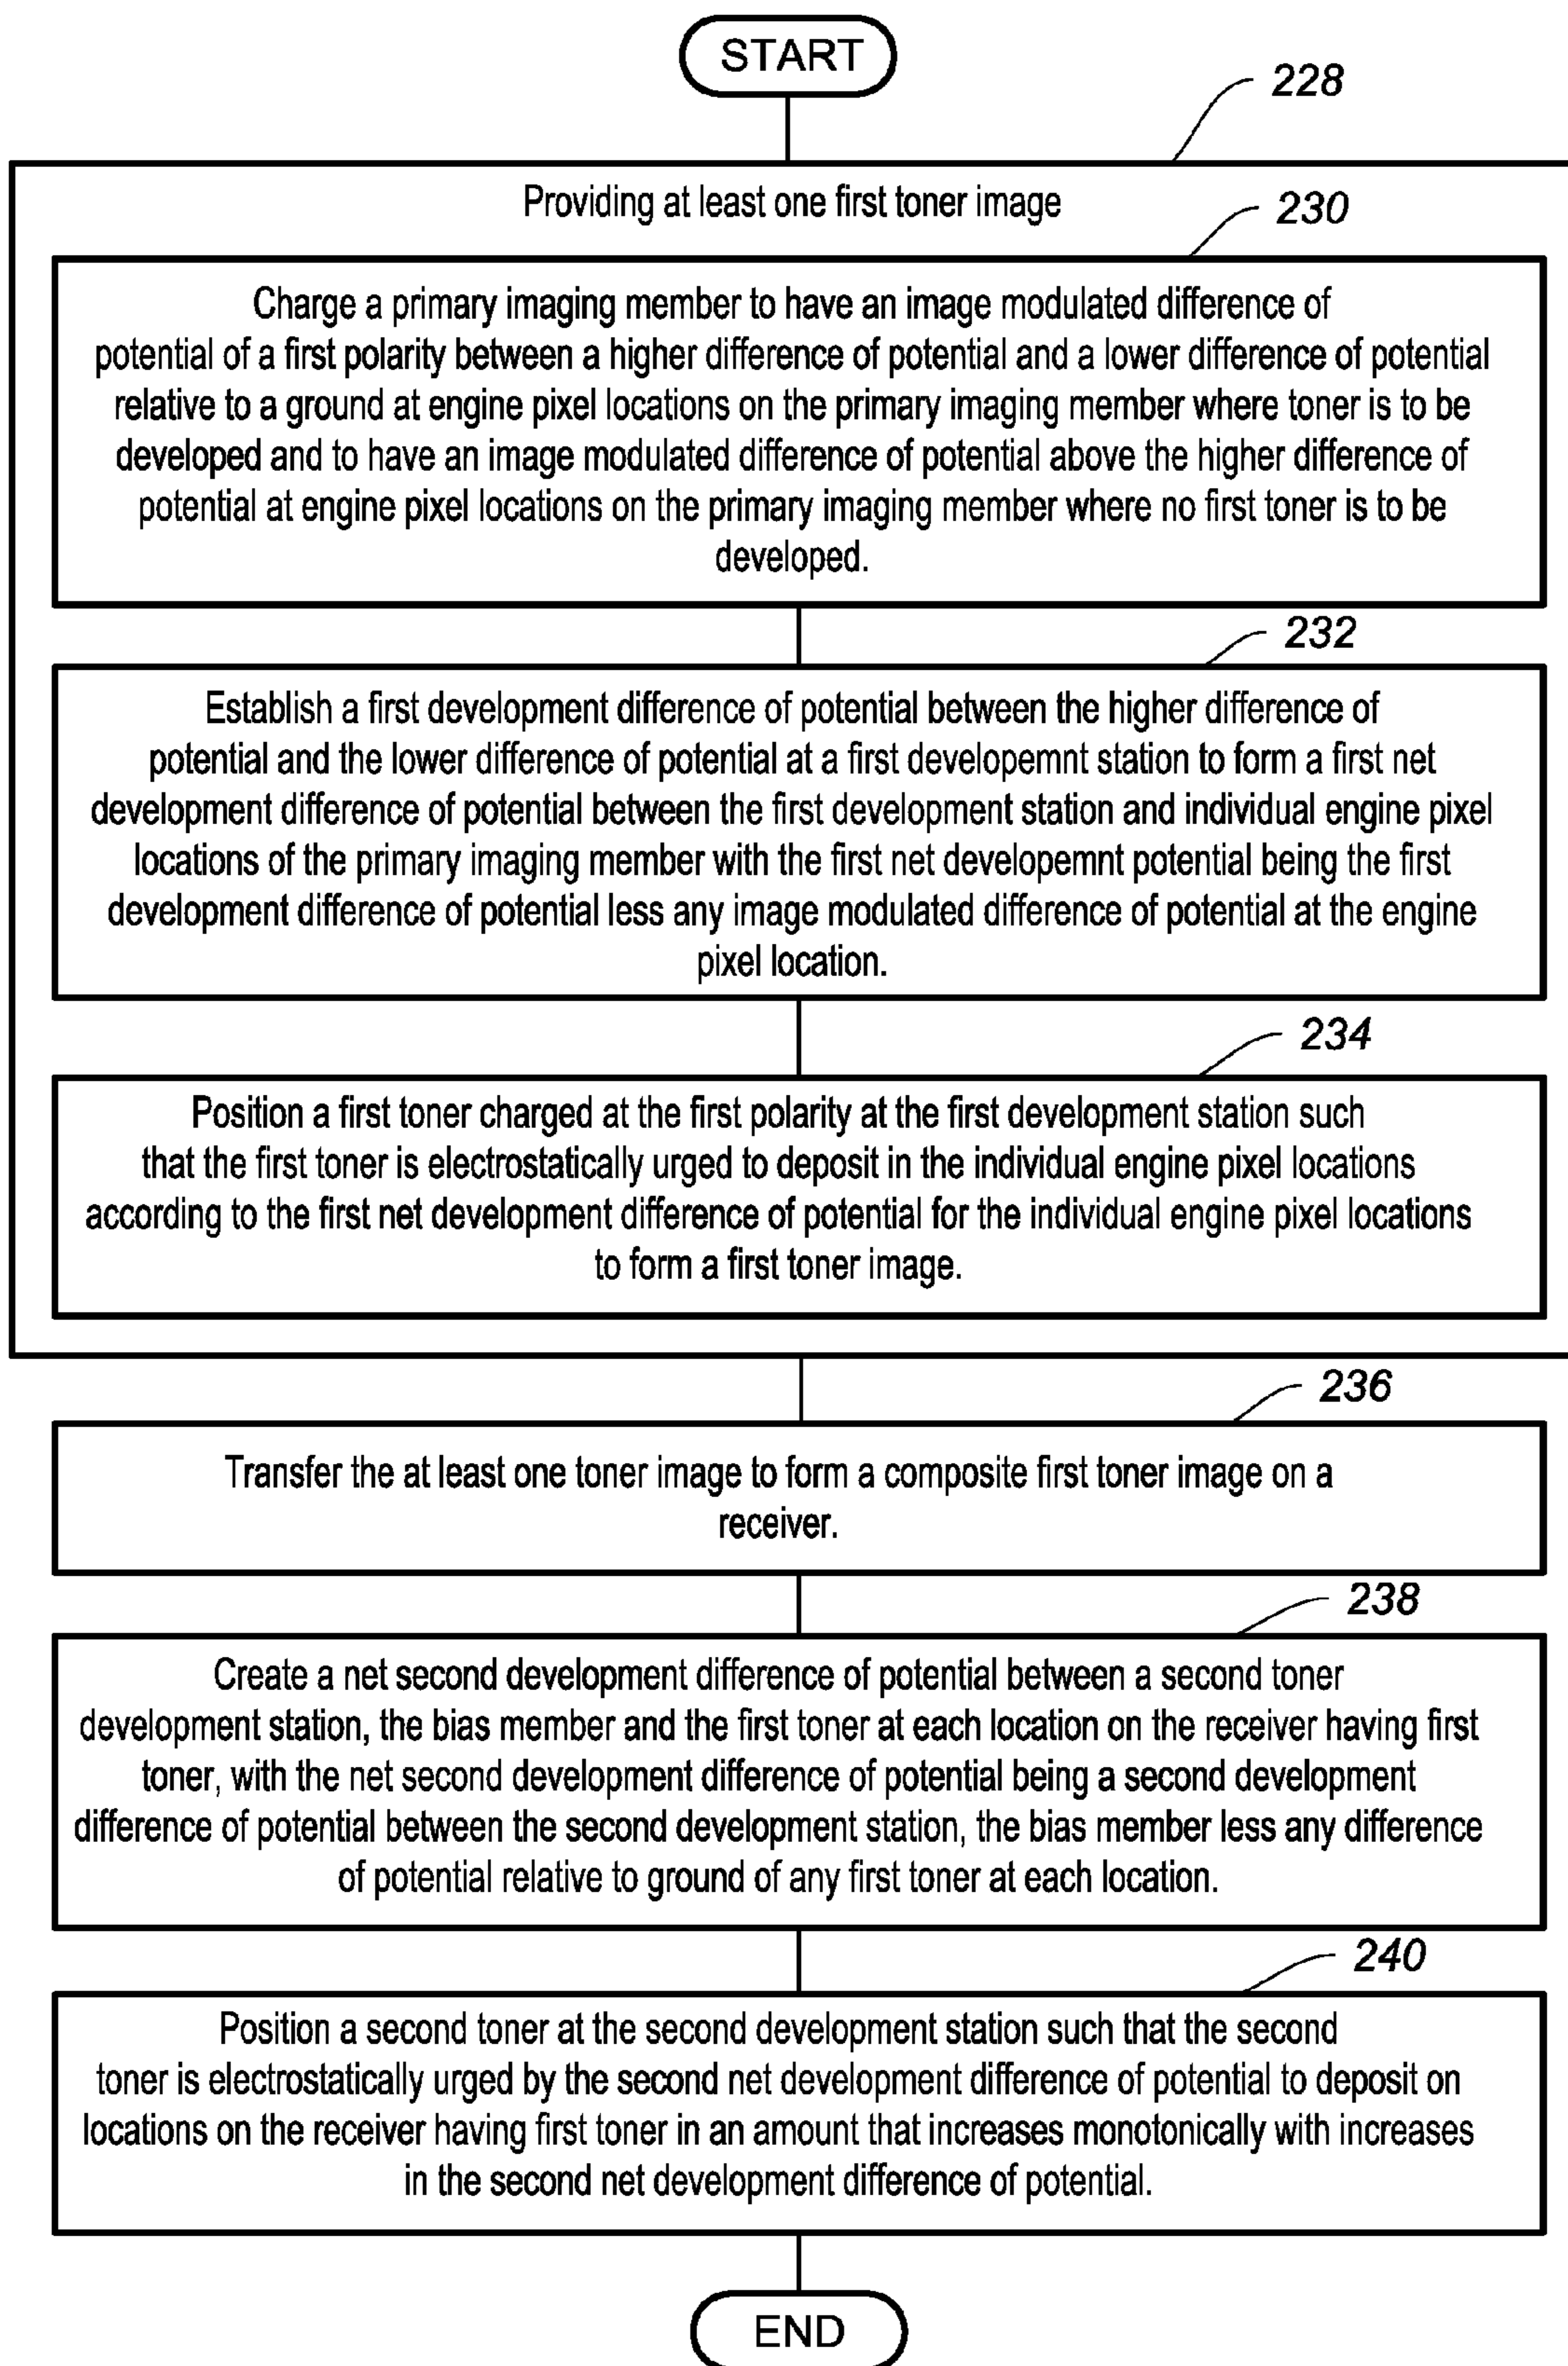 START
228
Providing at least one first toner image
230
Charge a primary imaging member to have an image modulated difference of
potential of a first polarity between a higher difference of potential and a lower difference of potential
relative to a ground at engine pixel locations on the primary imaging member where toner is to be
developed and to have an image modulated difference of potential above the higher difference of
potential at engine pixel locations on the primary imaging member where no first toner is to be
developed.
232
Establish a first development difference of potential between the higher difference of
potential and the lower difference of potential at a first developemnt station to form a first net
development difference of potential between the first development station and individual engine pixel
locations of the primary imaging member with the first net developemnt potential being the first
development difference of potential less any image modulated difference of potential at the engine
pixel location.
234
Position a first toner charged at the first polarity at the first development station such
that the first toner is electrostatically urged to deposit in the individual engine pixel locations
according to the first net development difference of potential for the individual engine pixel locations
to form a first toner image.
236
Transfer the at least one toner image to form a composite first toner image on a
receiver.
238
Create a net second development difference of potential between a second toner
development station, the bias member and the first toner at each location on the receiver having first
toner, with the net second development difference of potential being a second development
difference of potential between the second development station, the bias member less any difference
of potential relative to ground of any first toner at each location.
240
Position a second toner at the second development station such that the second
toner is electrostatically urged by the second net development difference of potential to deposit on
locations on the receiver having first toner in an amount that increases monotonically with increases
in the second net development difference of potential.
END